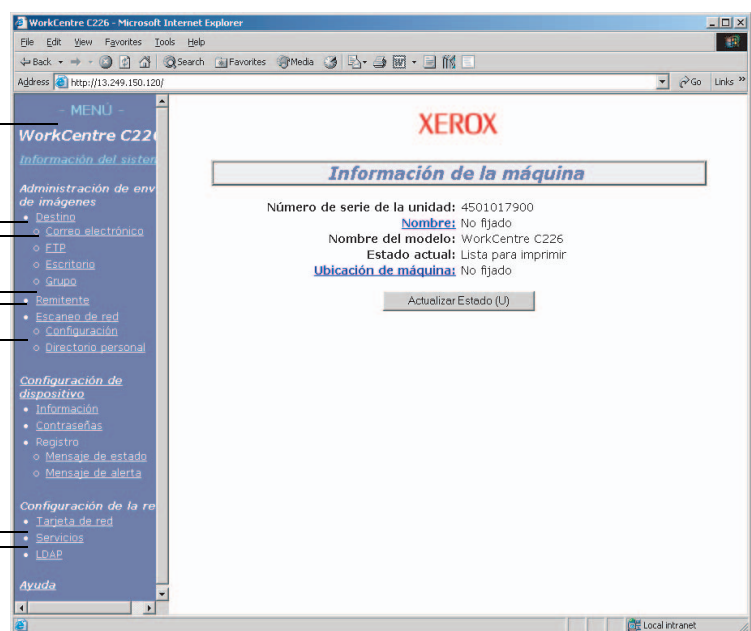 WorkCentre C226 - Microsoft Internet Explorer
File Edit View Favorites Tools Help
Back Search Favorites Media
Address http://13.249.150.120/ Go Links »
- MENÚ -
WorkCentre C226
Información del sistem
Administración de env
de imágenes
Destino
Correo electrónico
FTP
Escritorio
Grupo
Remitente
Escaneo de red
Configuración
Directorio personal
Configuración de
dispositivo
Información
Contraseñas
Registro
Mensaje de estado
Mensaje de alerta
Configuración de la re
Tarjeta de red
Servicios
LDAP
Ayuda
XEROX
Información de la máquina
Número de serie de la unidad: 4501017900
Nombre: No fijado
Nombre del modelo: WorkCentre C226
Estado actual: Lista para imprimir
Ubicación de máquina: No fijado
Actualizar Estado (U)
Local intranet